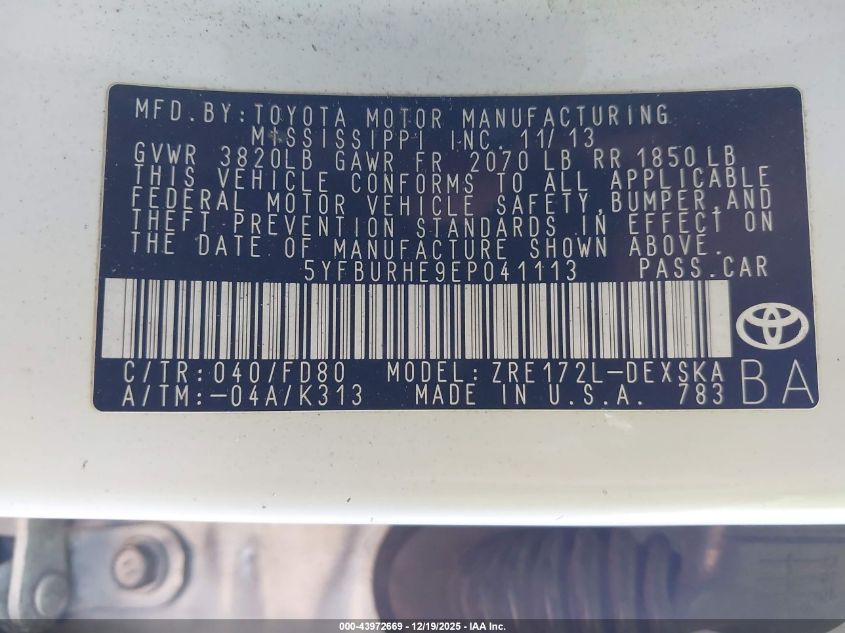 MFD. BY: TOYOTA MOTOR MANUFACTURING
MISSISSIPPI INC. 11/13
GVWR 3820LB GAWR FR 2070 LB RR 1850 LB
THIS VEHICLE CONFORMS TO ALL APPLICABLE
FEDERAL MOTOR VEHICLE SAFETY, BUMPER, AND
THEFT PREVENTION STANDARDS IN EFFECT ON
THE DATE OF MANUFACTURE SHOWN ABOVE.
5YFBURHE9EP041113 PASS. CAR
C/TR: 040/FD80 MODEL: ZRE172L-DEXSKA
A/TM: -04A/K313 MADE IN U.S.A. 783
BA
000-43972669 - 12/19/2025 - IAA Inc.